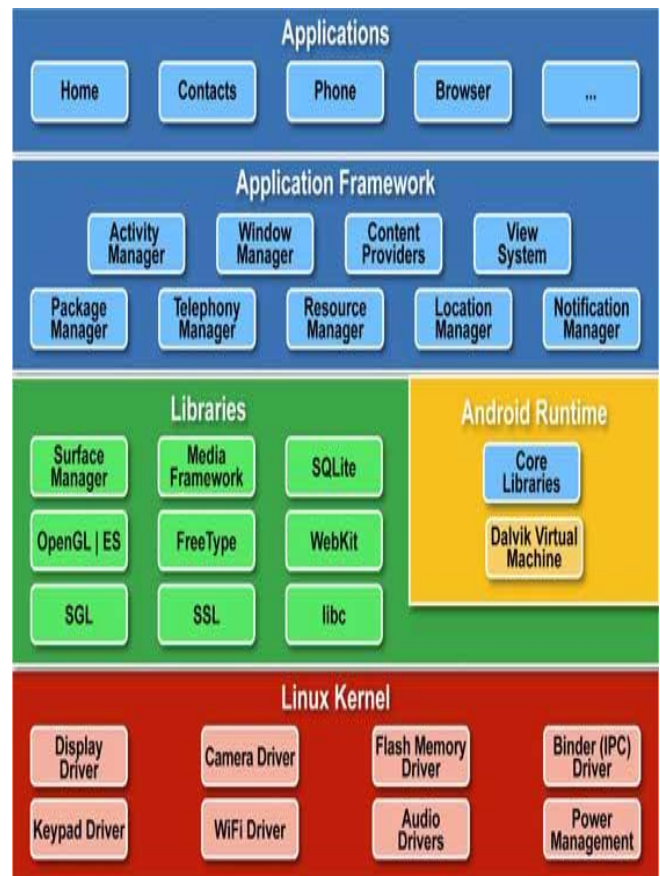 Applications
Home
Contacts
Phone
Browser
...
Application Framework
Activity
Manager
Window
Manager
Content
Providers
View
System
Package
Manager
Telephony
Manager
Resource
Manager
Location
Manager
Notification
Manager
Libraries
Surface
Manager
Media
Framework
SQLite
OpenGL | ES
FreeType
WebKit
SGL
SSL
libc
Android Runtime
Core
Libraries
Dalvik Virtual
Machine
Linux Kernel
Display
Driver
Camera Driver
Flash Memory
Driver
Binder (IPC)
Driver
Keypad Driver
WiFi Driver
Audio
Drivers
Power
Management